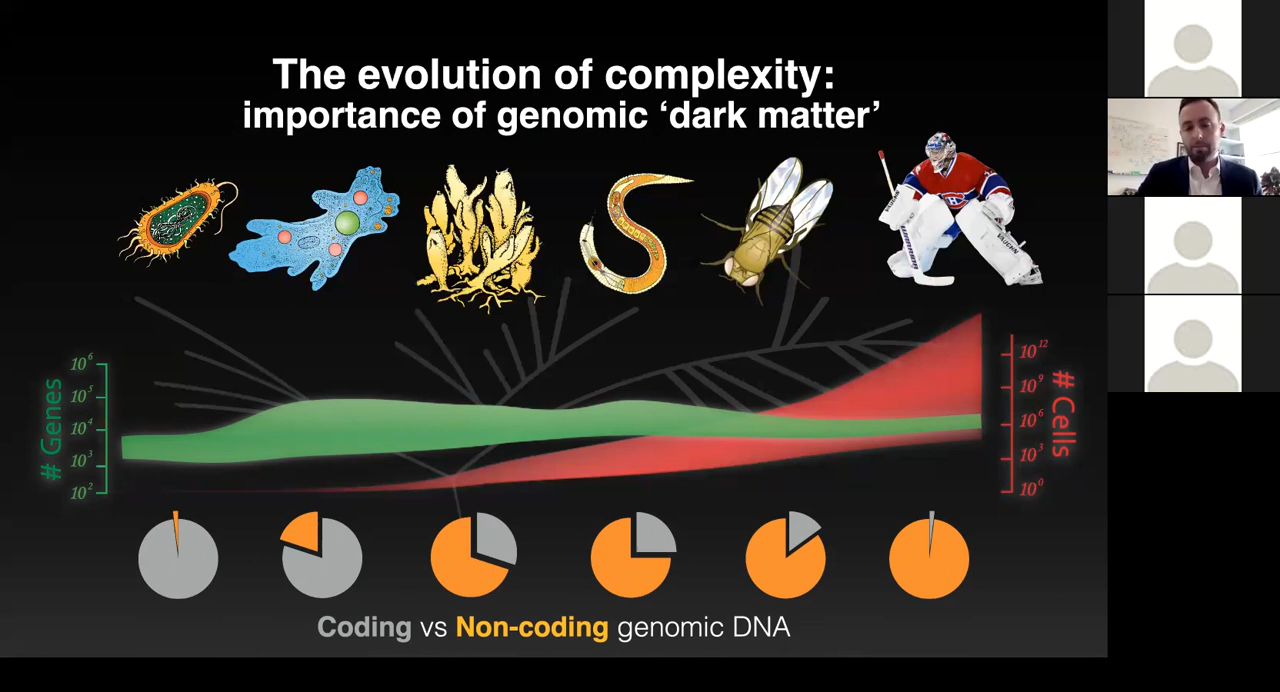 The evolution of complexity:
importance of genomic ‘dark matter’
VAUGHN
# Genes
10⁶
10⁵
10⁴
10³
10²
# Cells
10¹²
10⁹
10⁶
10³
10⁰
Coding vs Non-coding genomic DNA